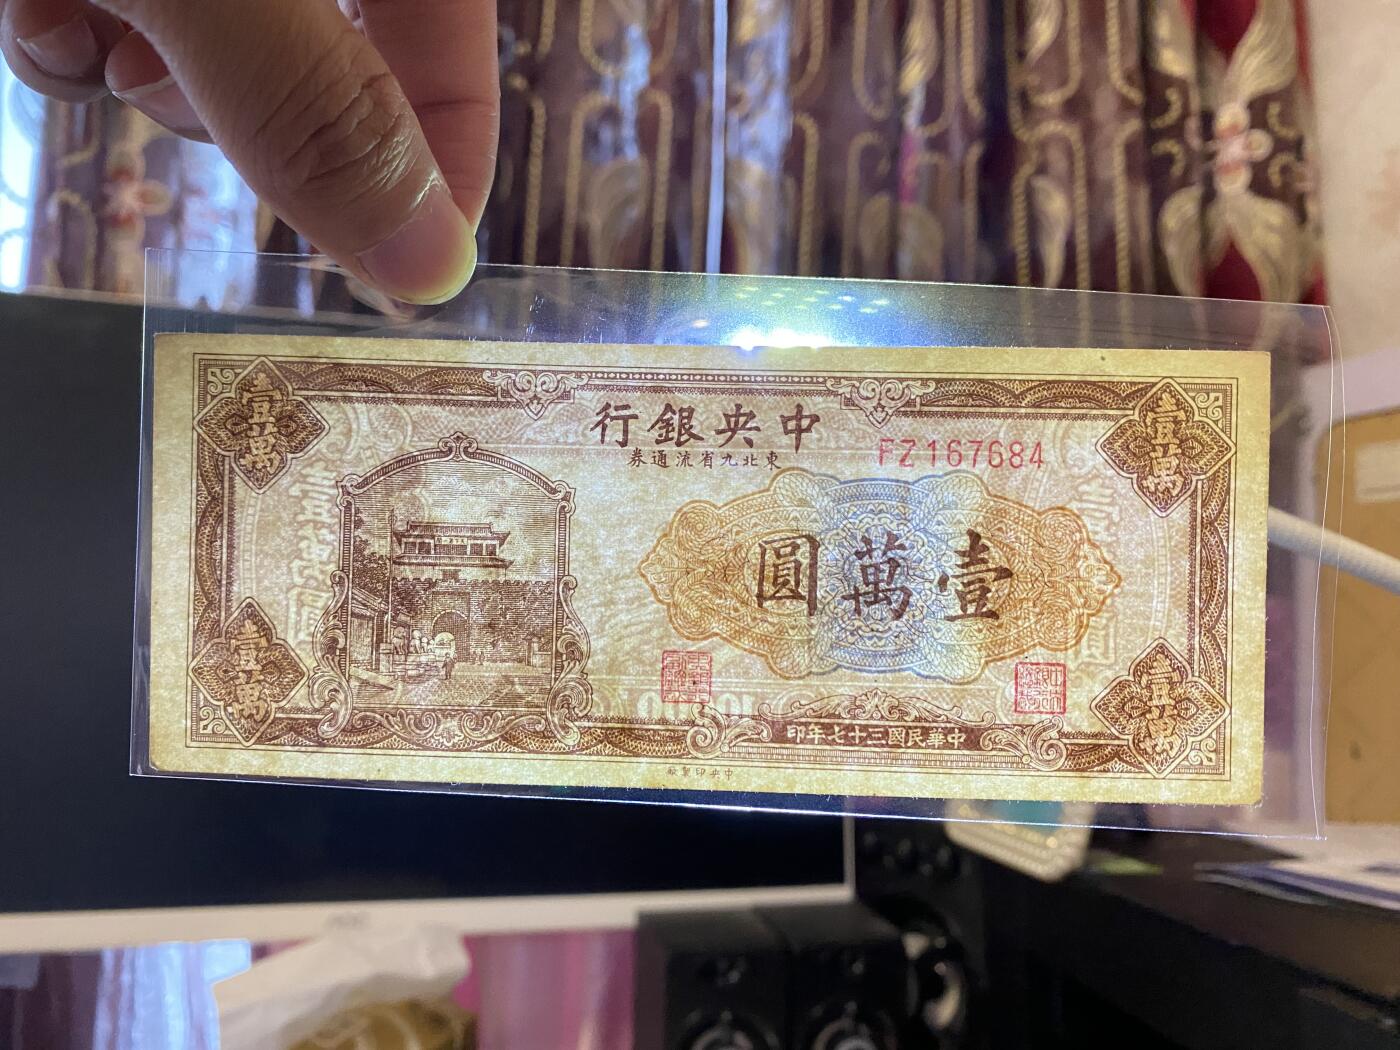 中央銀行
東北九省流通券
FZ167684
壹萬
壹萬
壹萬圓
壹萬
壹萬
中華民國三十七年印
中央印製廠